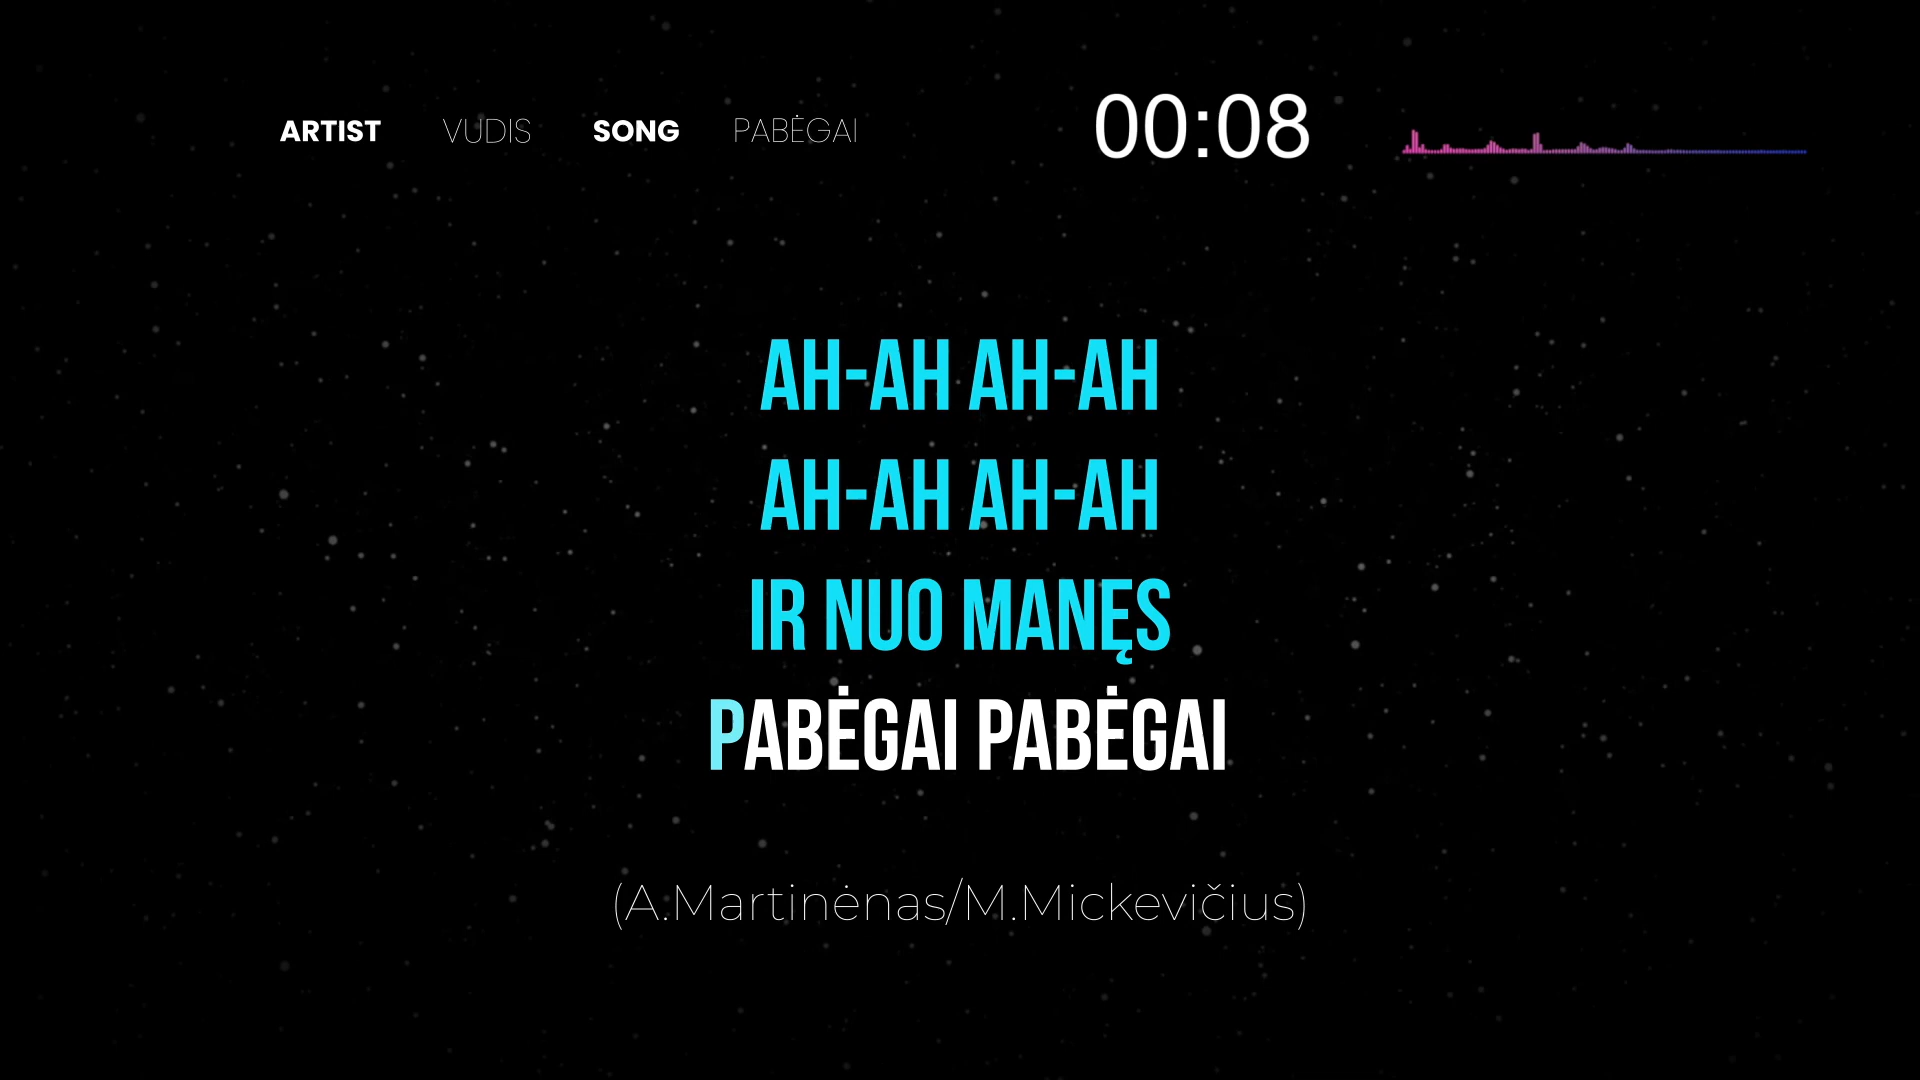 ARTIST VUDIS SONG PABĖGAI 00:08
AH-AH AH-AH
AH-AH AH-AH
IR NUO MANĘS
PABĖGAI PABĖGAI
(A.Martinėnas/M.Mickevičius)